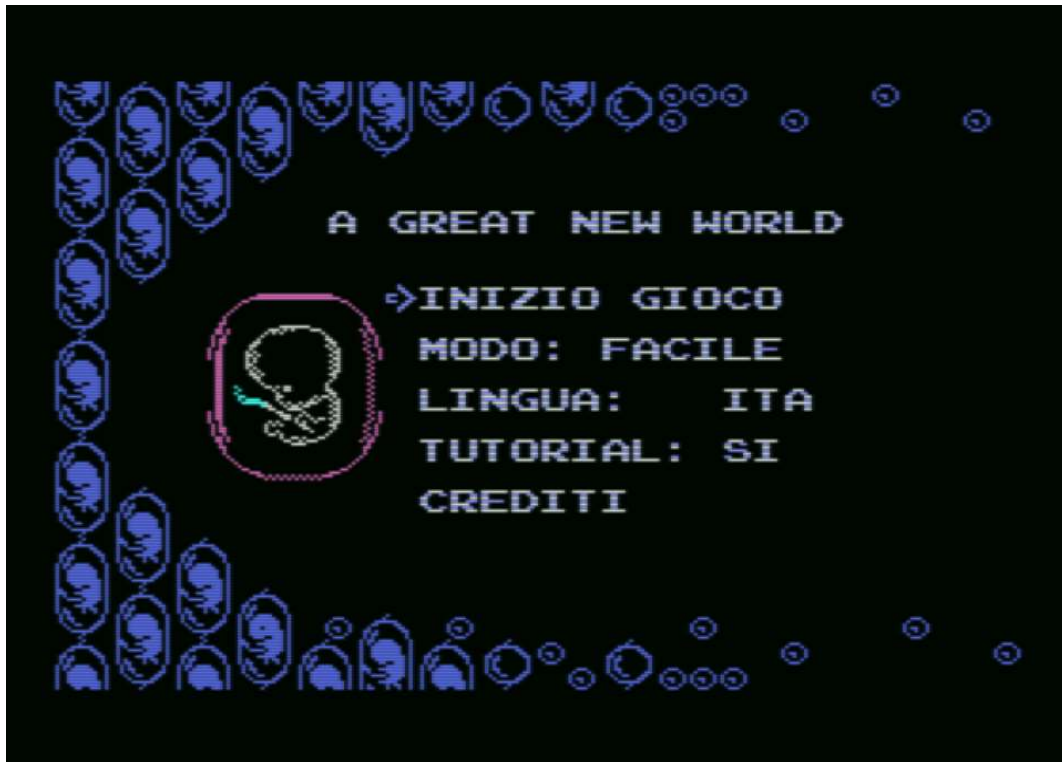 A GREAT NEW WORLD
INIZIO GIOCO
MODO: FACILE
LINGUA: ITA
TUTORIAL: SI
CREDITI